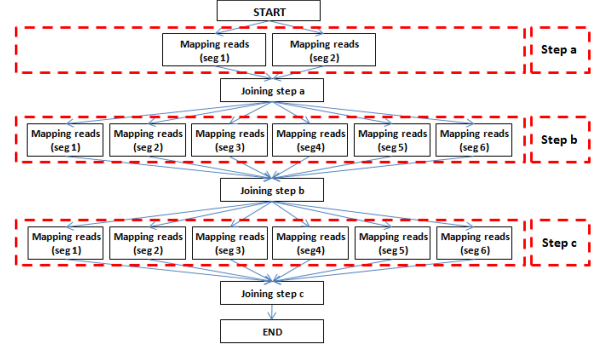 START
Mapping reads
(seg 1)
Mapping reads
(seg 2)
Step a
Joining step a
Mapping reads
(seg 1)
Mapping reads
(seg 2)
Mapping reads
(seg 3)
Mapping reads
(seg4)
Mapping reads
(seg 5)
Mapping reads
(seg 6)
Step b
Joining step b
Mapping reads
(seg 1)
Mapping reads
(seg 2)
Mapping reads
(seg 3)
Mapping reads
(seg4)
Mapping reads
(seg 5)
Mapping reads
(seg 6)
Step c
Joining step c
END